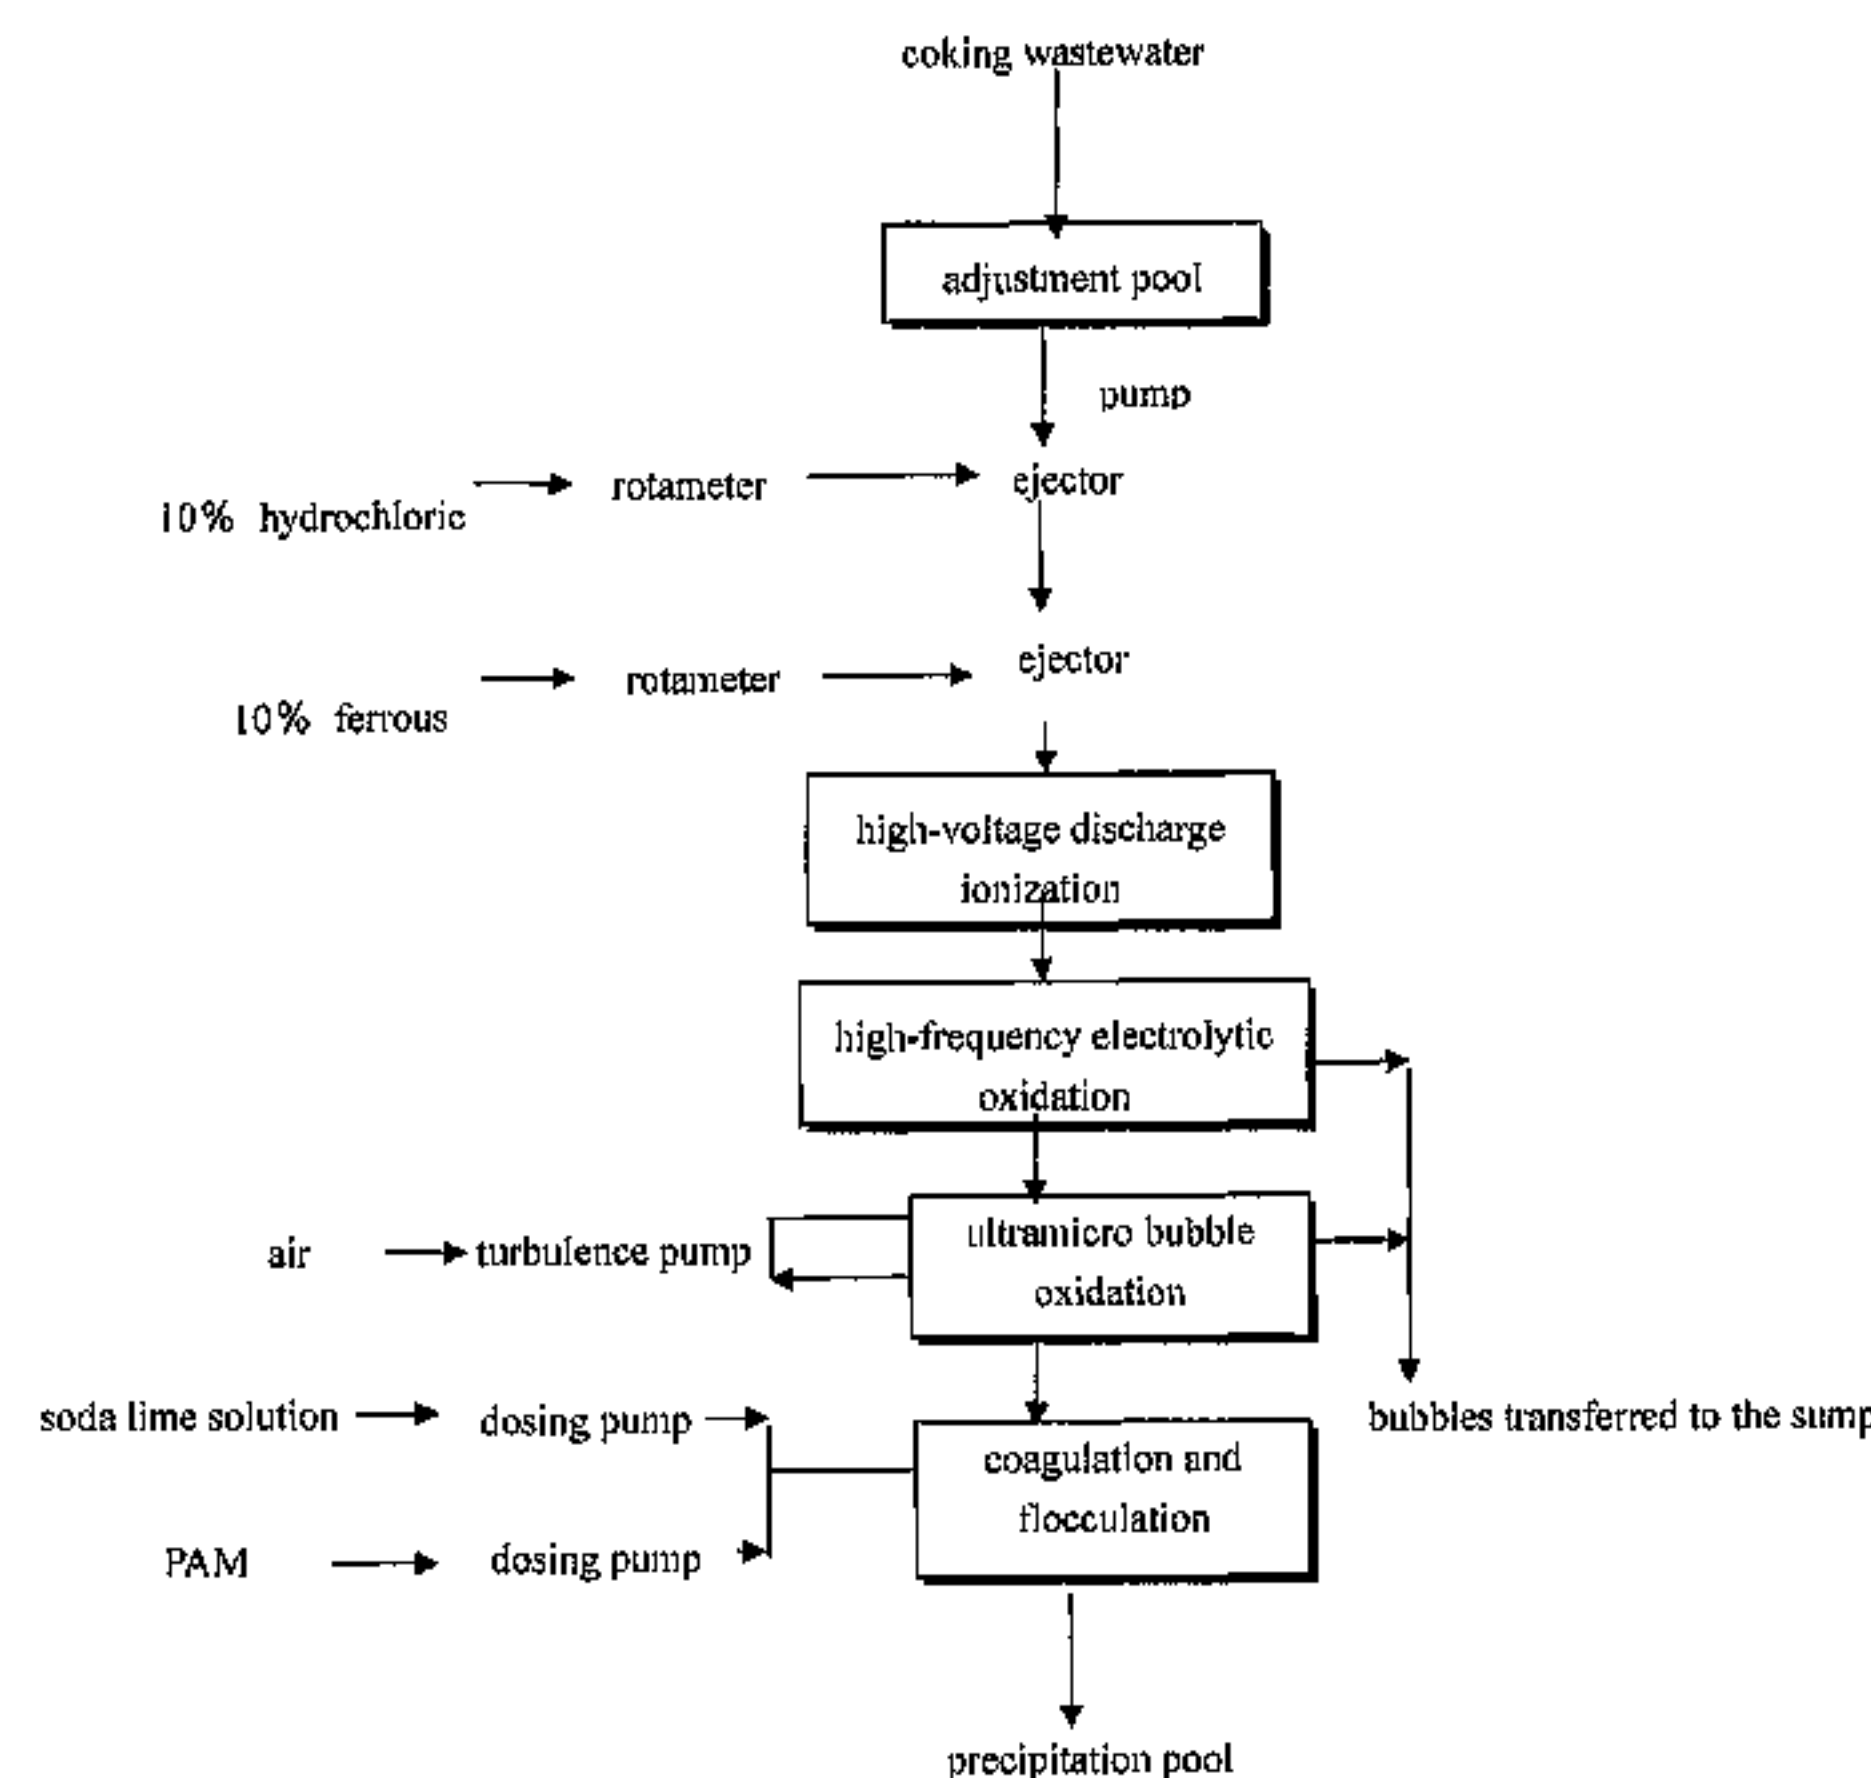 coking wastewater
adjustment pool
pump
10% hydrochloric
rotameter
ejector
10% ferrous
rotameter
ejector
high-voltage discharge
ionization
high-frequency electrolytic
oxidation
air
turbulence pump
ultramicro bubble
oxidation
soda lime solution
dosing pump
bubbles transferred to the sump
coagulation and
flocculation
PAM
dosing pump
precipitation pool